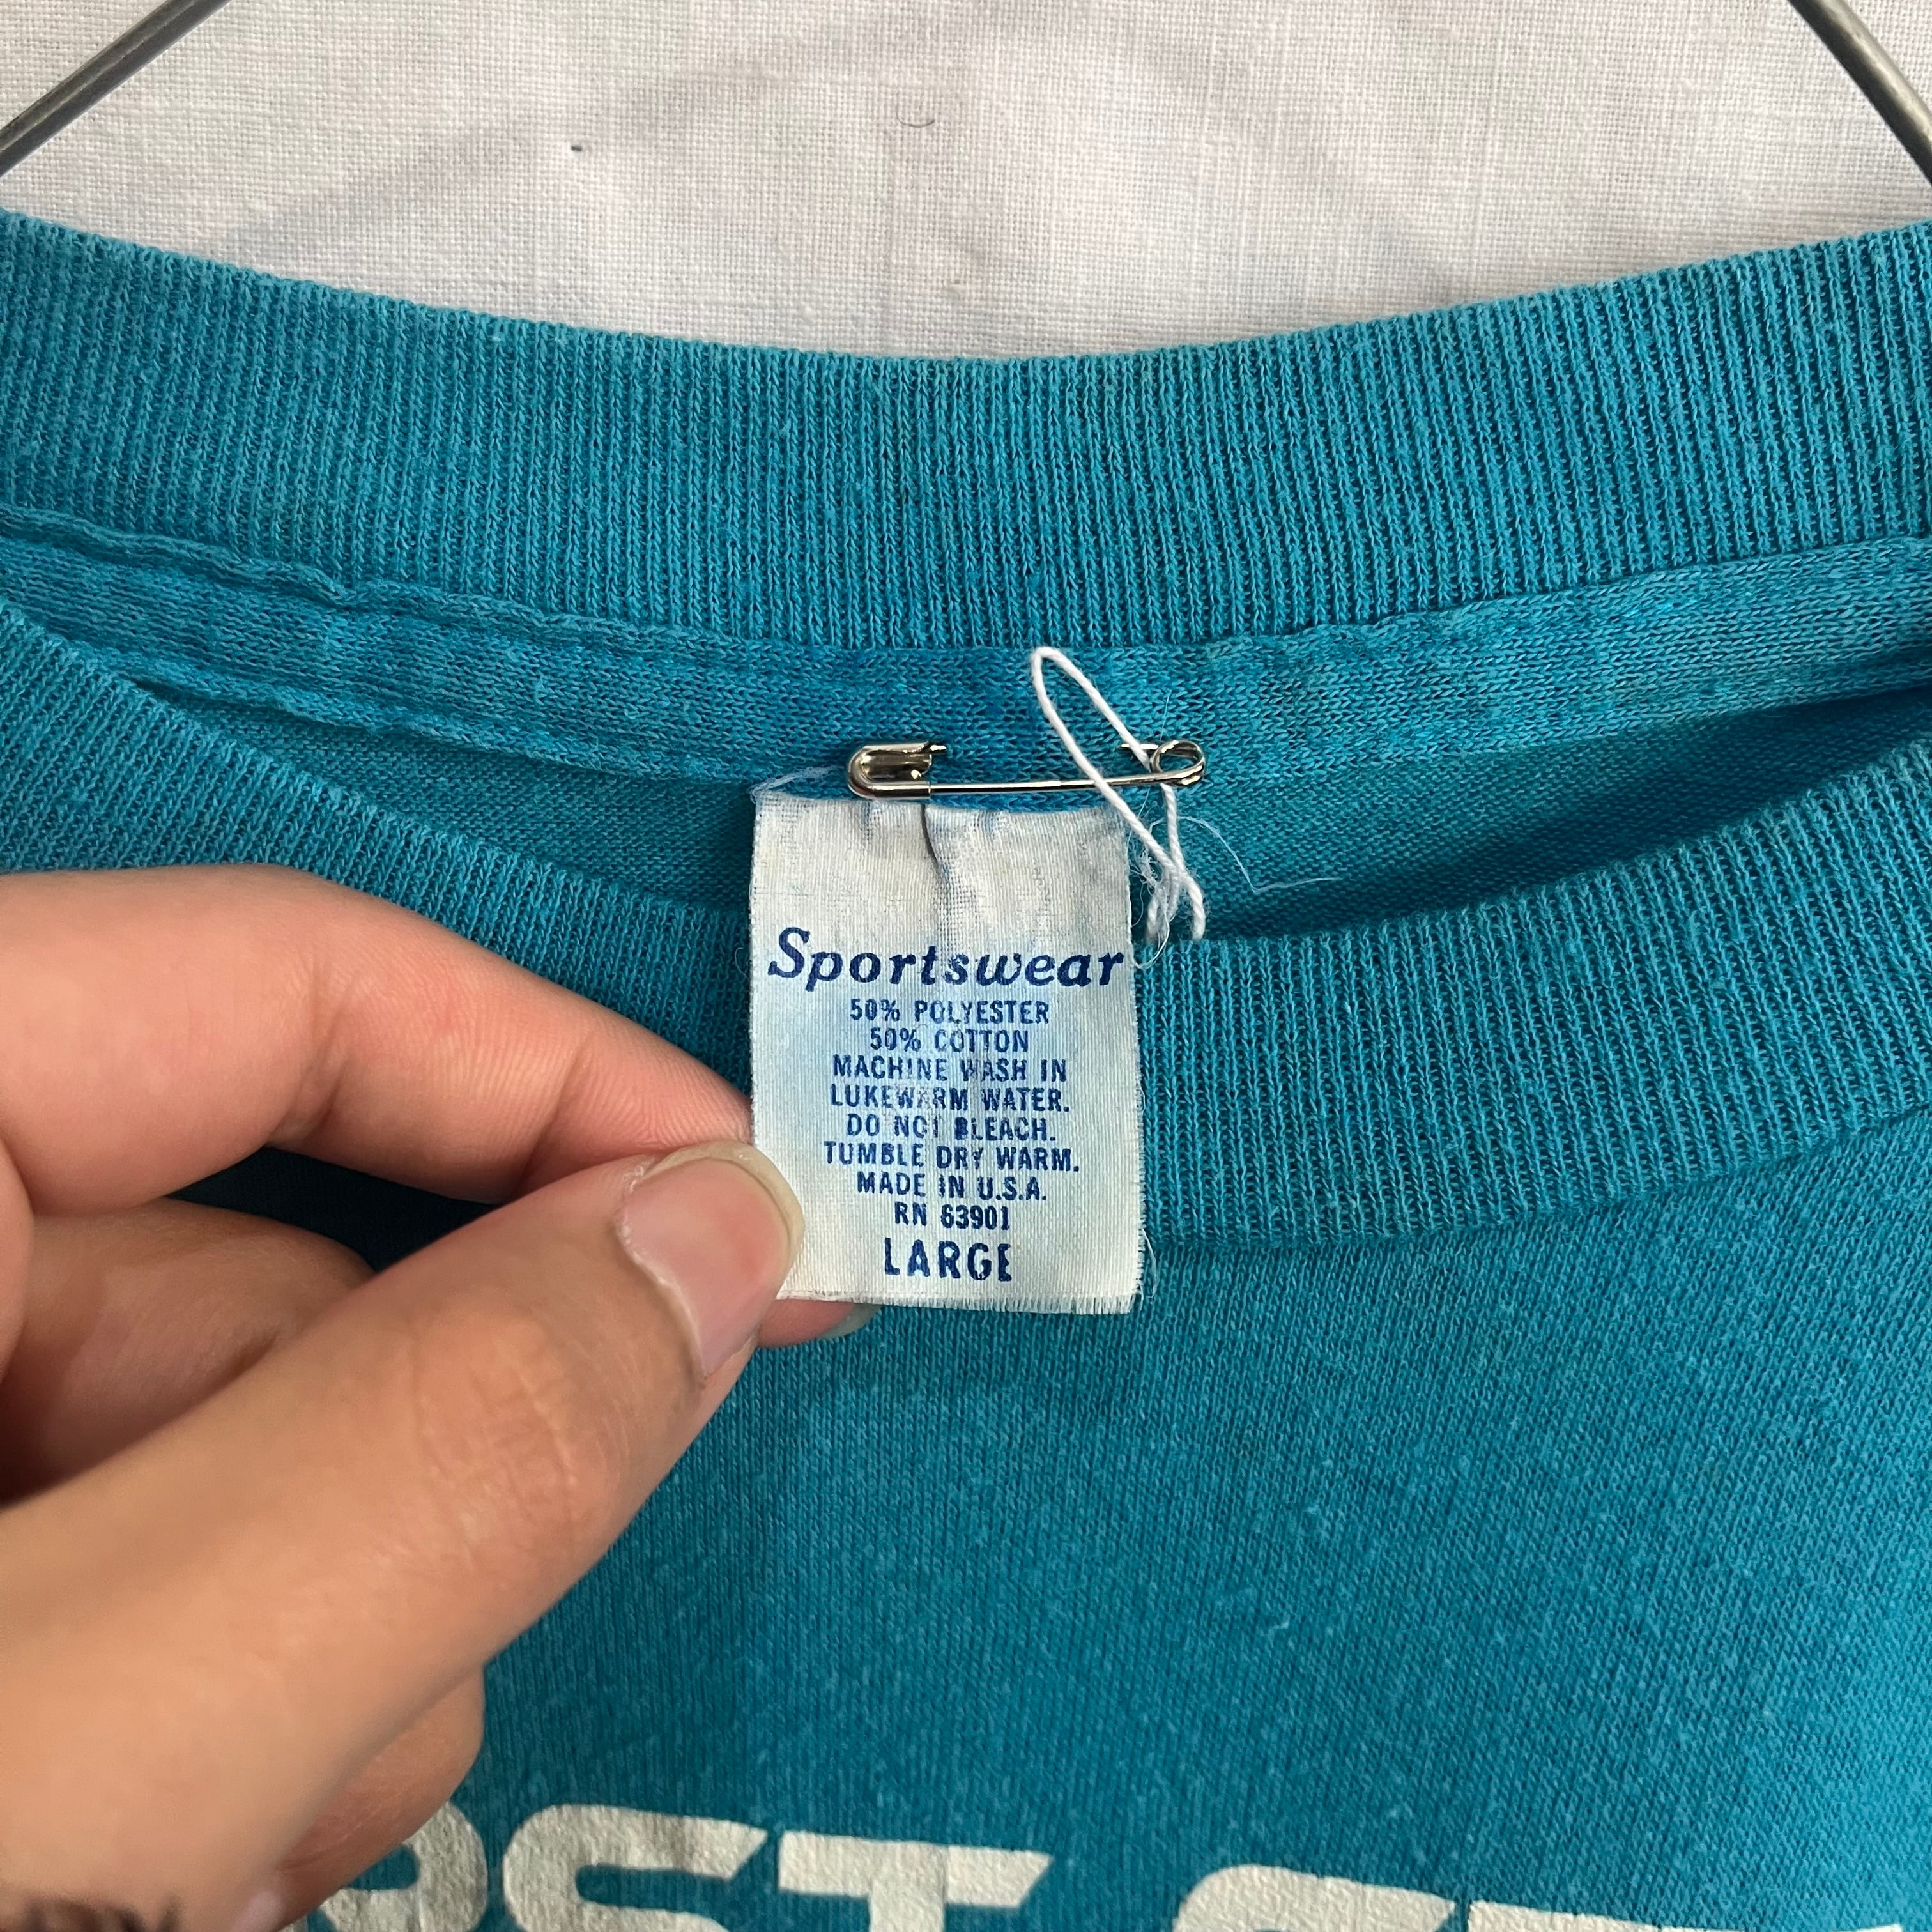 Sportswear
50% POLYESTER
50% COTTON
MACHINE WASH IN
LUKEWARM WATER.
DO NOT BLEACH.
TUMBLE DRY WARM.
MADE IN U.S.A.
RN 63901
LARGE